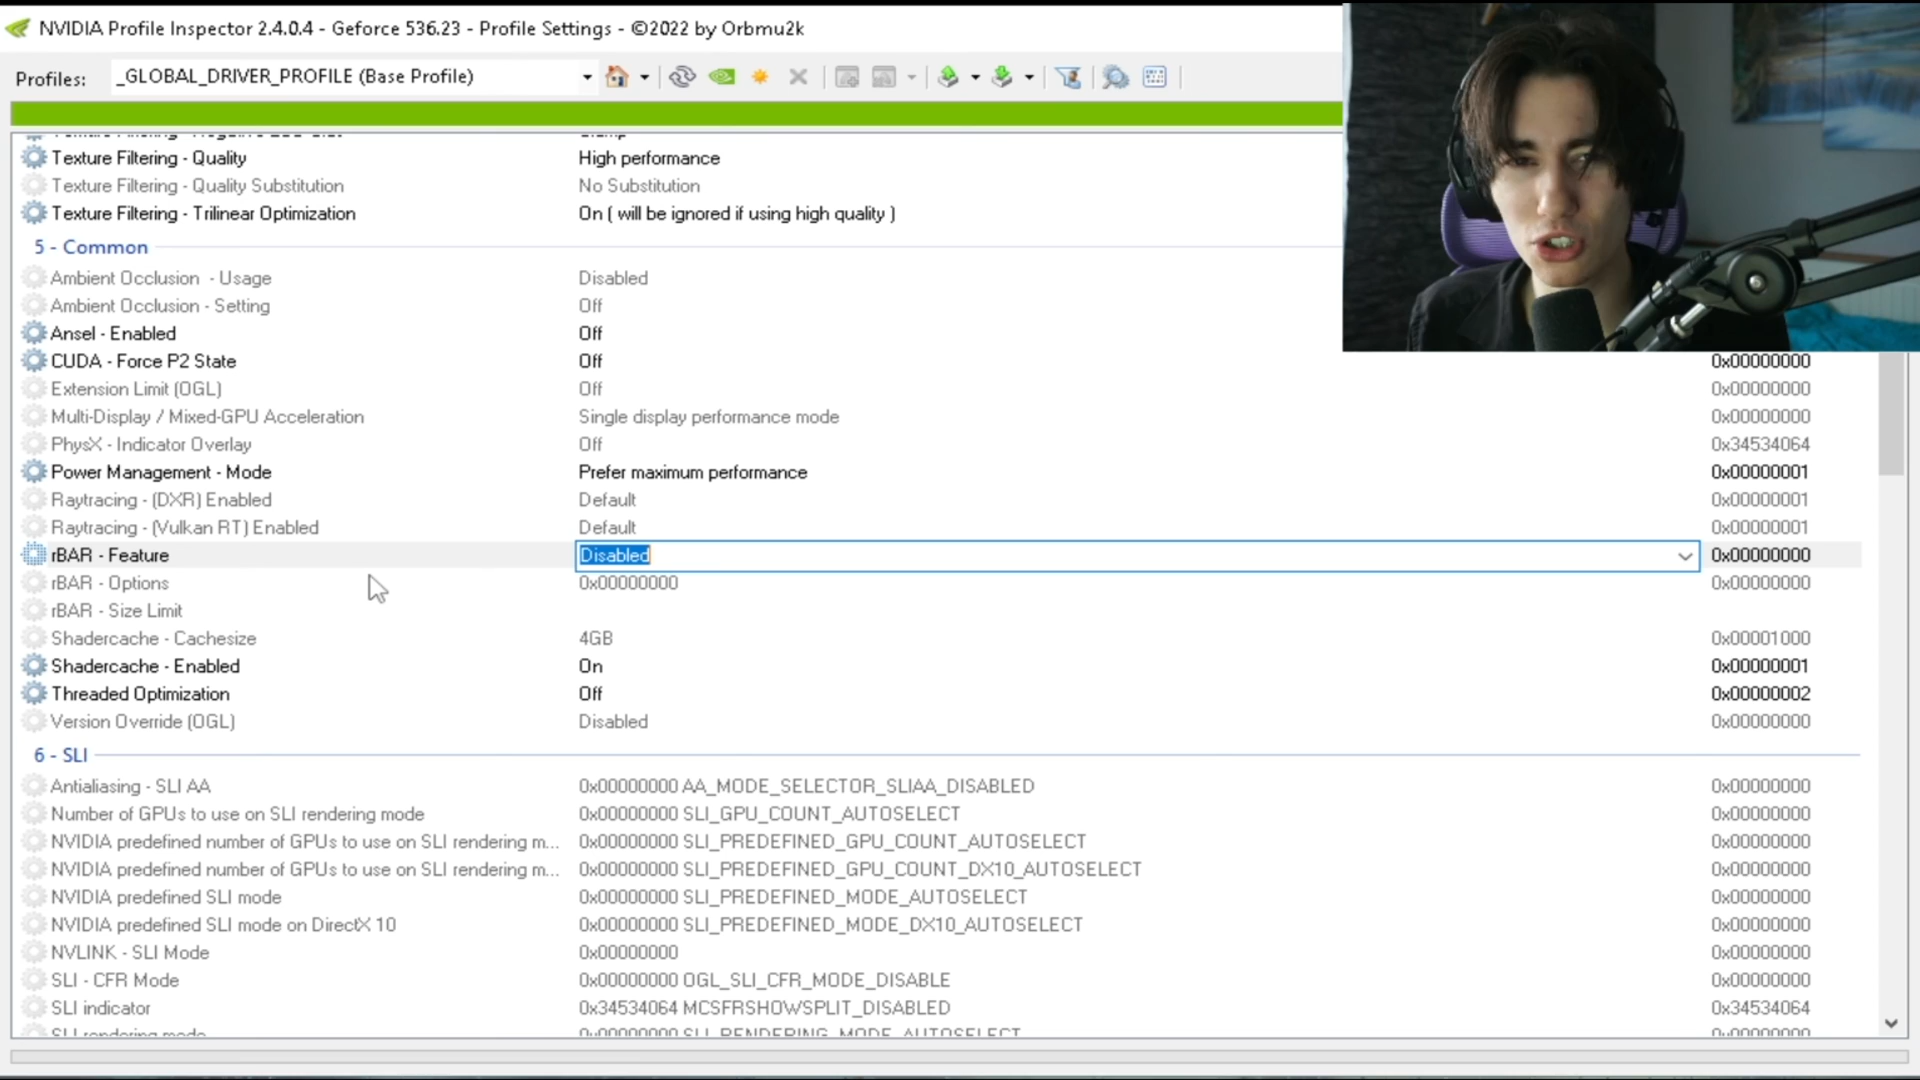 NVIDIA Profile Inspector 2.4.0.4 - Geforce 536.23 - Profile Settings - ©2022 by Orbmu2k
Profiles: _GLOBAL_DRIVER_PROFILE (Base Profile)
Texture Filtering - Quality High performance
Texture Filtering - Quality Substitution No Substitution
Texture Filtering - Trilinear Optimization On ( will be ignored if using high quality )
5 - Common
Ambient Occlusion - Usage Disabled
Ambient Occlusion - Setting Off
Ansel - Enabled Off
CUDA - Force P2 State Off 0x00000000
Extension Limit (OGL) Off 0x00000000
Multi-Display / Mixed-GPU Acceleration Single display performance mode 0x00000000
PhysX - Indicator Overlay Off 0x34534064
Power Management - Mode Prefer maximum performance 0x00000001
Raytracing - (DXR) Enabled Default 0x00000001
Raytracing - (Vulkan RT) Enabled Default 0x00000001
rBAR - Feature Disabled 0x00000000
rBAR - Options 0x00000000 0x00000000
rBAR - Size Limit
Shadercache - Cachesize 4GB 0x00001000
Shadercache - Enabled On 0x00000001
Threaded Optimization Off 0x00000002
Version Override (OGL) Disabled 0x00000000
6 - SLI
Antialiasing - SLI AA 0x00000000 AA_MODE_SELECTOR_SLIAA_DISABLED 0x00000000
Number of GPUs to use on SLI rendering mode 0x00000000 SLI_GPU_COUNT_AUTOSELECT 0x00000000
NVIDIA predefined number of GPUs to use on SLI rendering m... 0x00000000 SLI_PREDEFINED_GPU_COUNT_AUTOSELECT 0x00000000
NVIDIA predefined number of GPUs to use on SLI rendering m... 0x00000000 SLI_PREDEFINED_GPU_COUNT_DX10_AUTOSELECT 0x00000000
NVIDIA predefined SLI mode 0x00000000 SLI_PREDEFINED_MODE_AUTOSELECT 0x00000000
NVIDIA predefined SLI mode on DirectX 10 0x00000000 SLI_PREDEFINED_MODE_DX10_AUTOSELECT 0x00000000
NVLINK - SLI Mode 0x00000000 0x00000000
SLI - CFR Mode 0x00000000 OGL_SLI_CFR_MODE_DISABLE 0x00000000
SLI indicator 0x34534064 MCSFRSHOWSPLIT_DISABLED 0x34534064
SLI rendering mode 0x00000000 SLI_RENDERING_MODE_AUTOSELECT 0x00000000